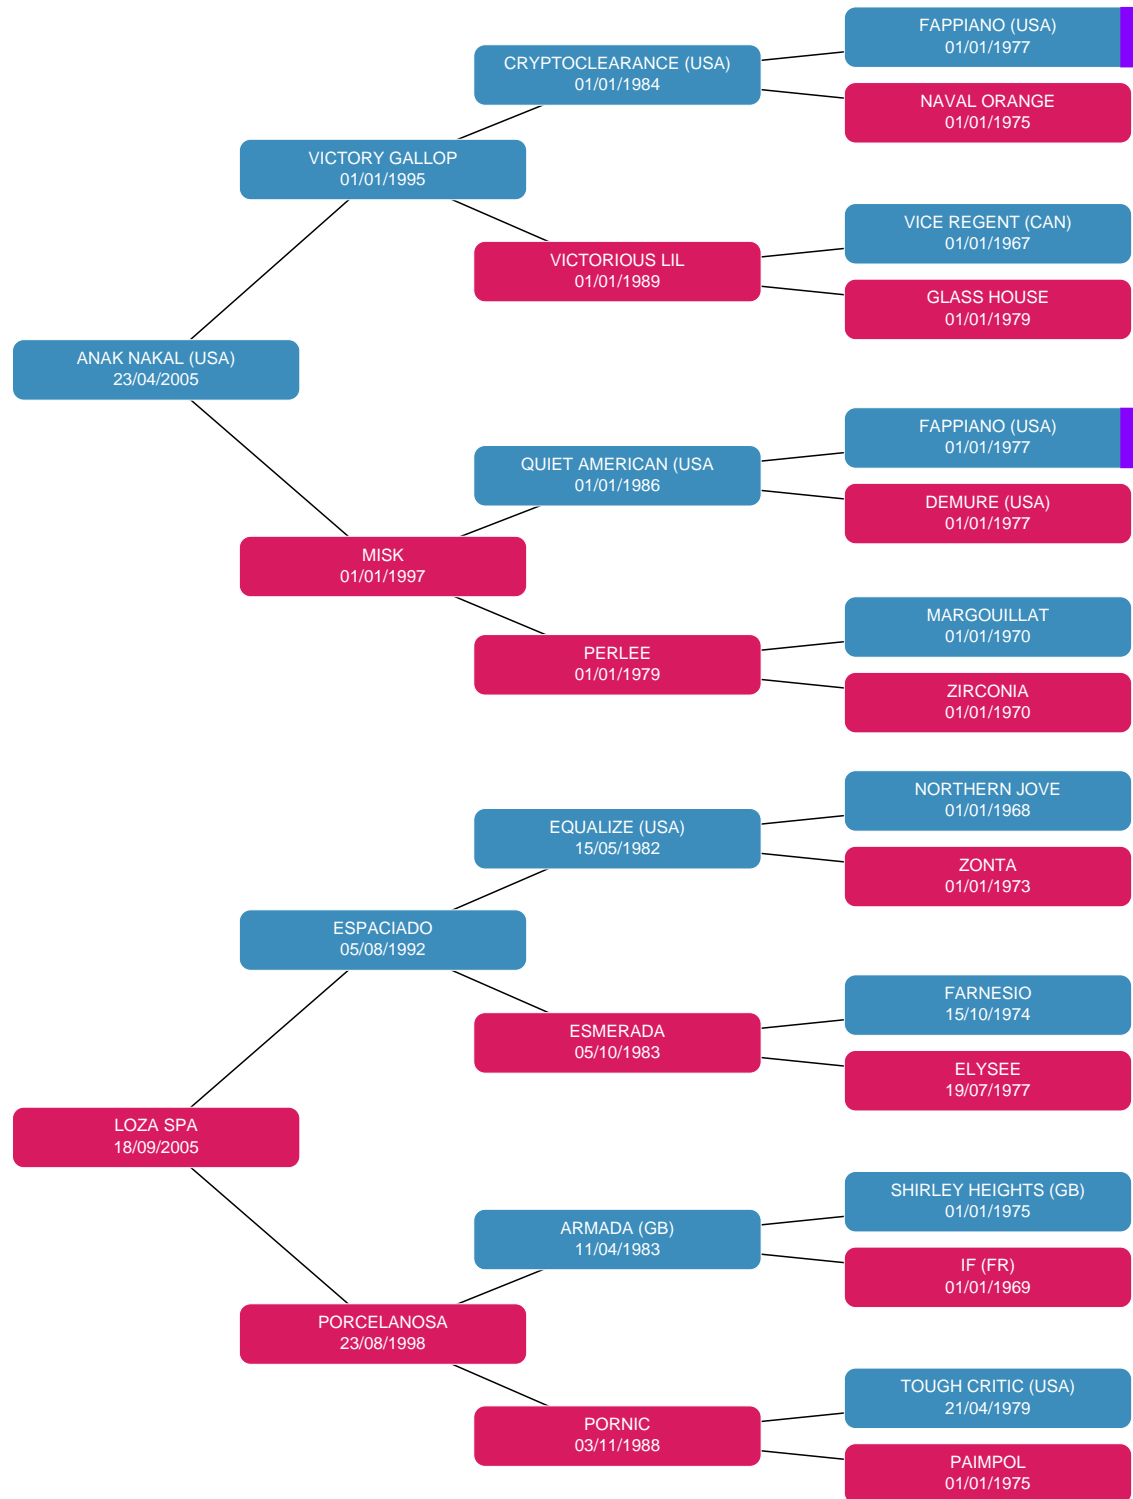 FAPPIANO (USA)
01/01/1977
CRYPTOCLEARANCE (USA)
01/01/1984
NAVAL ORANGE
01/01/1975
VICTORY GALLOP
01/01/1995
VICE REGENT (CAN)
01/01/1967
VICTORIOUS LIL
01/01/1989
GLASS HOUSE
01/01/1979
ANAK NAKAL (USA)
23/04/2005
FAPPIANO (USA)
01/01/1977
QUIET AMERICAN (USA
01/01/1986
DEMURE (USA)
01/01/1977
MISK
01/01/1997
MARGOUILLAT
01/01/1970
PERLEE
01/01/1979
ZIRCONIA
01/01/1970
NORTHERN JOVE
01/01/1968
EQUALIZE (USA)
15/05/1982
ZONTA
01/01/1973
ESPACIADO
05/08/1992
FARNESIO
15/10/1974
ESMERADA
05/10/1983
ELYSEE
19/07/1977
LOZA SPA
18/09/2005
SHIRLEY HEIGHTS (GB)
01/01/1975
ARMADA (GB)
11/04/1983
IF (FR)
01/01/1969
PORCELANOSA
23/08/1998
TOUGH CRITIC (USA)
21/04/1979
PORNIC
03/11/1988
PAIMPOL
01/01/1975